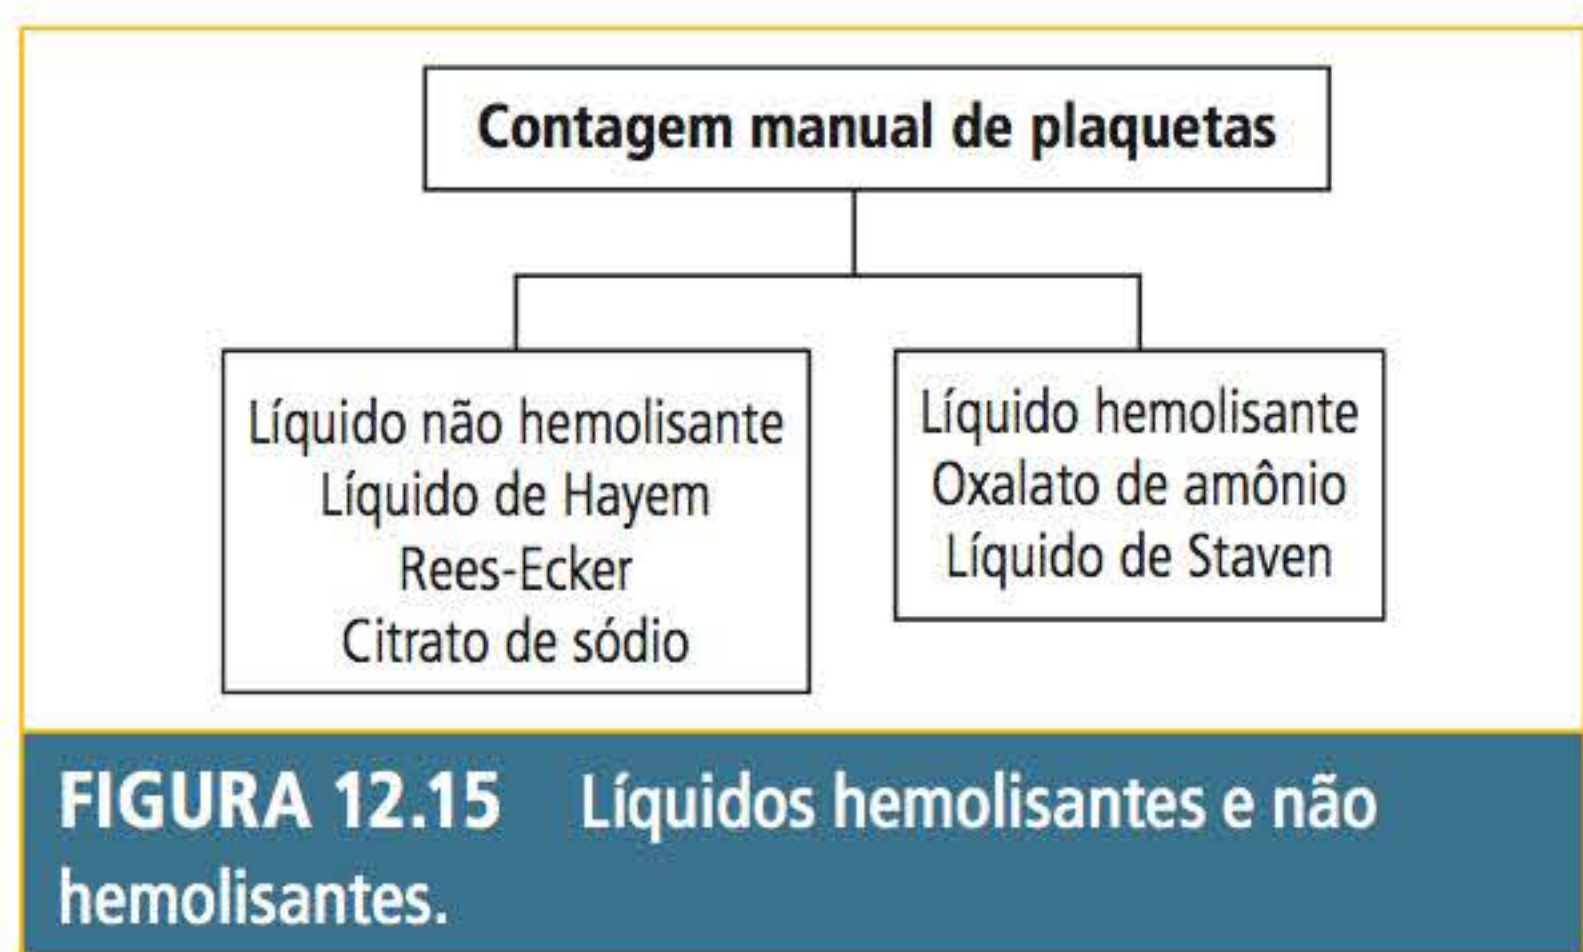 Contagem manual de plaquetas
Líquido não hemolisante
Líquido de Hayem
Rees-Ecker
Citrato de sódio
Líquido hemolisante
Oxalato de amônio
Líquido de Staven
FIGURA 12.15 Líquidos hemolisantes e não
hemolisantes.